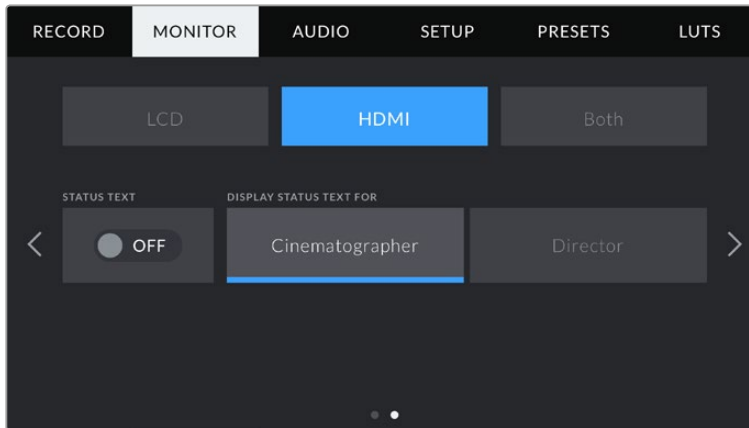 RECORD MONITOR AUDIO SETUP PRESETS LUTS
LCD HDMI Both
STATUS TEXT DISPLAY STATUS TEXT FOR
OFF Cinematographer Director